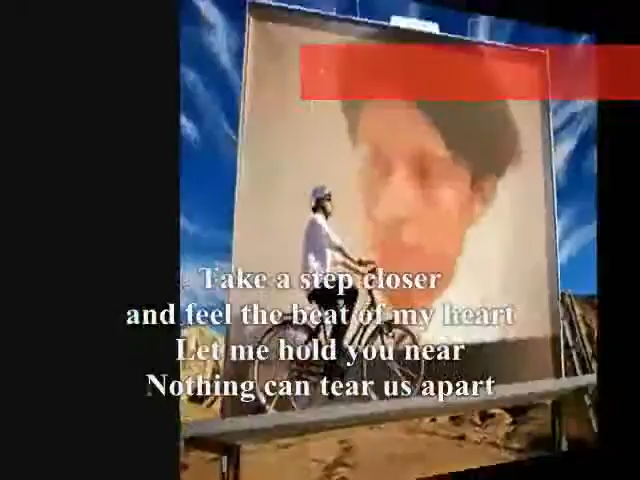 Take a step closer
and feel the beat of my heart
Let me hold you near
Nothing can tear us apart